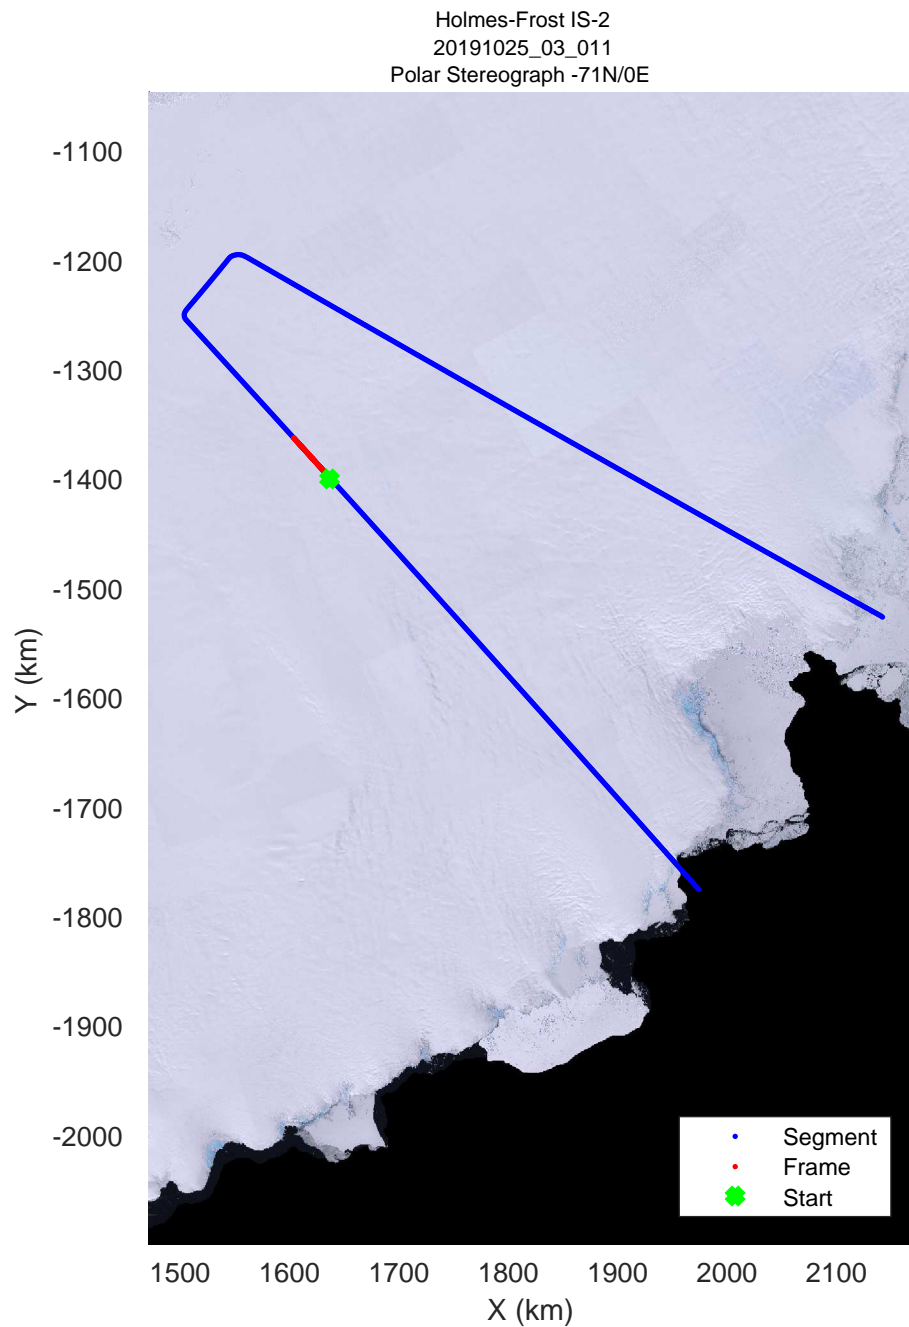 Holmes-Frost IS-2
20191025_03_011
Polar Stereograph -71N/0E
-1100
-1200
-1300
-1400
-1500
-1600
-1700
-1800
-1900
-2000
Y (km)
Segment
Frame
Start
1500 1600 1700 1800 1900 2000 2100
X (km)